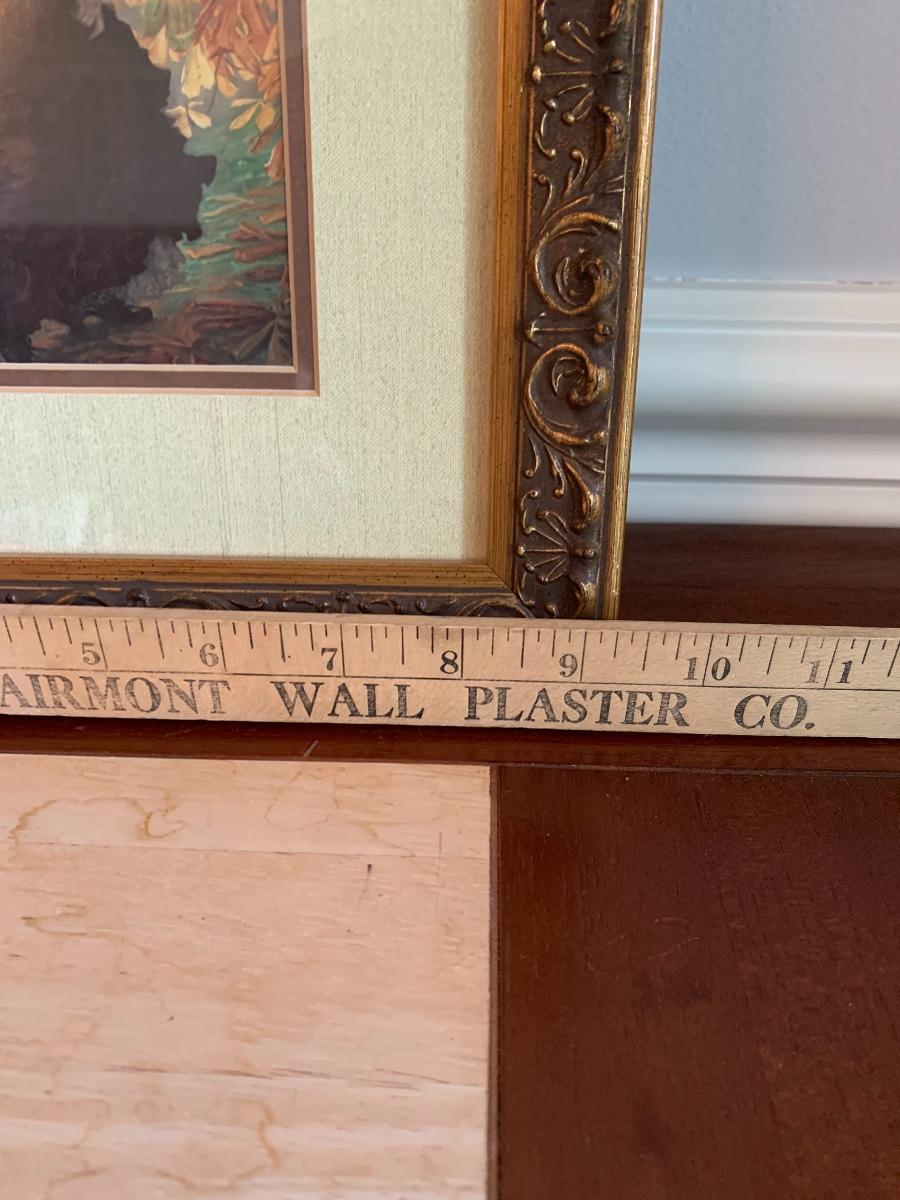 5 6 7 8 9 10 11
AIRMONT WALL PLASTER CO.